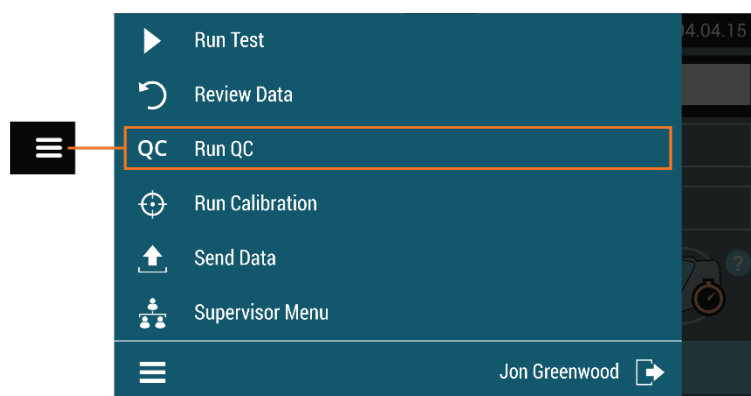 Run Test
04.04.15
Review Data
QC Run QC
Run Calibration
Send Data
?
Supervisor Menu
Jon Greenwood